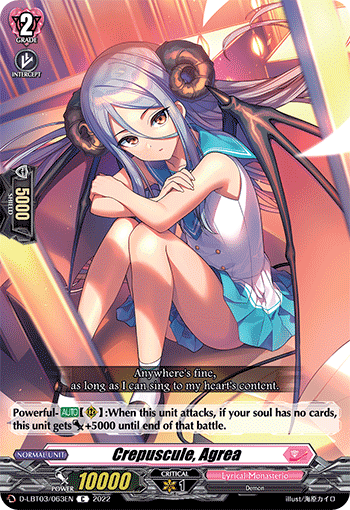 2
GRADE
INTERCEPT
5000
SHIELD
Anywhere's fine,
as long as I can sing to my heart's content.
Powerful-AUTO【】:When this unit attacks, if your soul has no cards,
this unit gets +5000 until end of that battle.
NORMAL UNIT
Crepuscule, Agrea
Lyrical Monasterio
Demon
POWER 10000
CRITICAL
1
D-LBT03/063EN C 2022
illust/海原カイロ